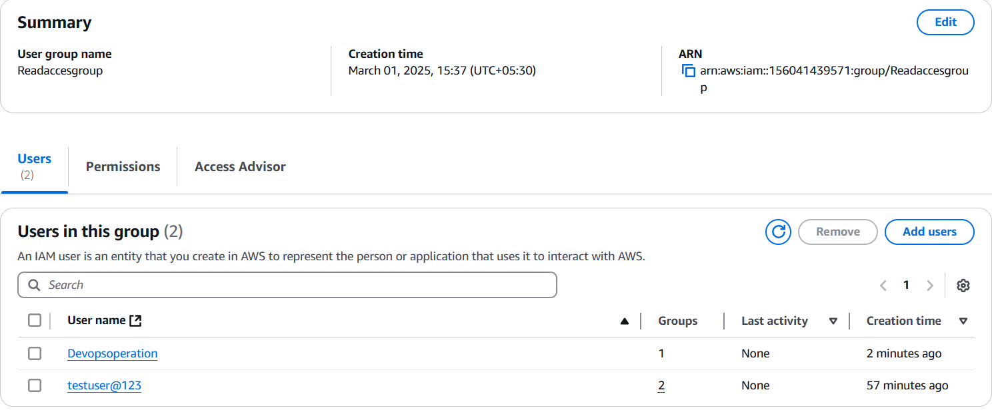 Summary
Edit
User group name
Readaccesgroup
Creation time
March 01, 2025, 15:37 (UTC+05:30)
ARN
arn:aws:iam::156041439571:group/Readaccesgrou
p
Users
(2)
Permissions
Access Advisor
Users in this group (2)
Remove
Add users
An IAM user is an entity that you create in AWS to represent the person or application that uses it to interact with AWS.
Search
1
User name Groups Last activity Creation time
Devopsoperation 1 None 2 minutes ago
testuser@123 2 None 57 minutes ago